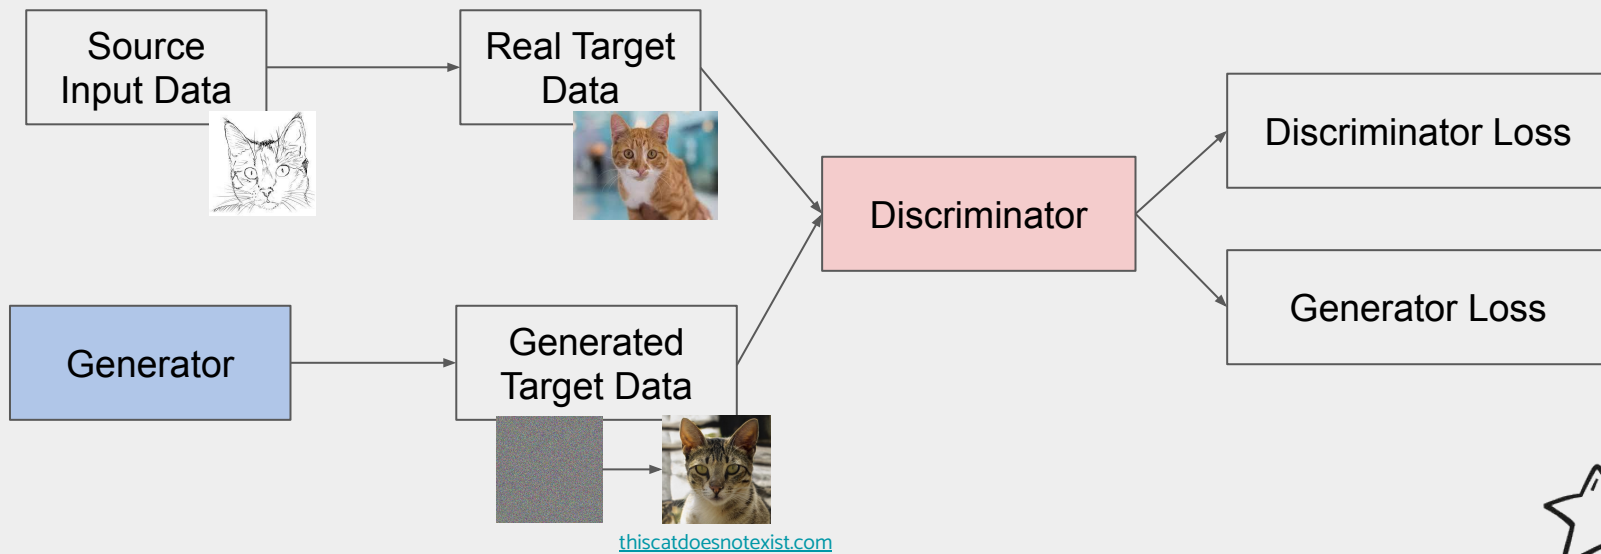 Source
Input Data
Real Target
Data
Discriminator Loss
Discriminator
Generator Loss
Generator
Generated
Target Data
thiscatdoesnotexist.com